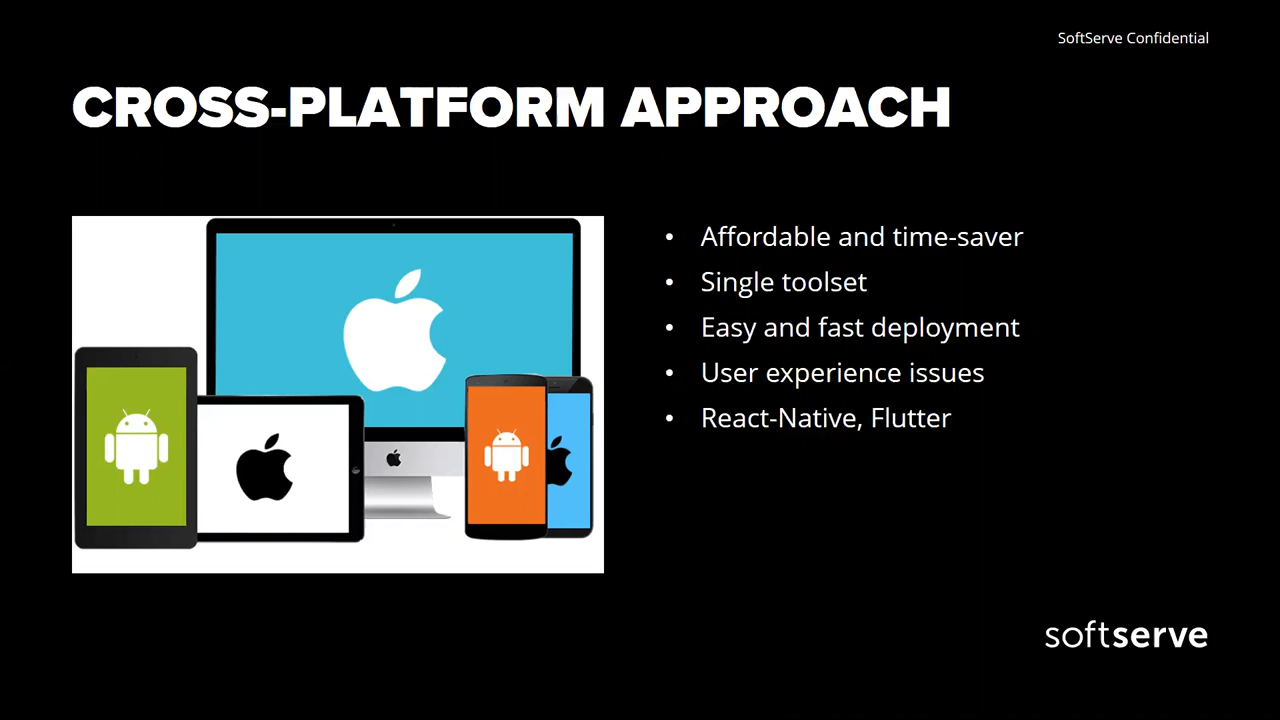 SoftServe Confidential
CROSS-PLATFORM APPROACH
• Affordable and time-saver
• Single toolset
• Easy and fast deployment
• User experience issues
• React-Native, Flutter
softserve